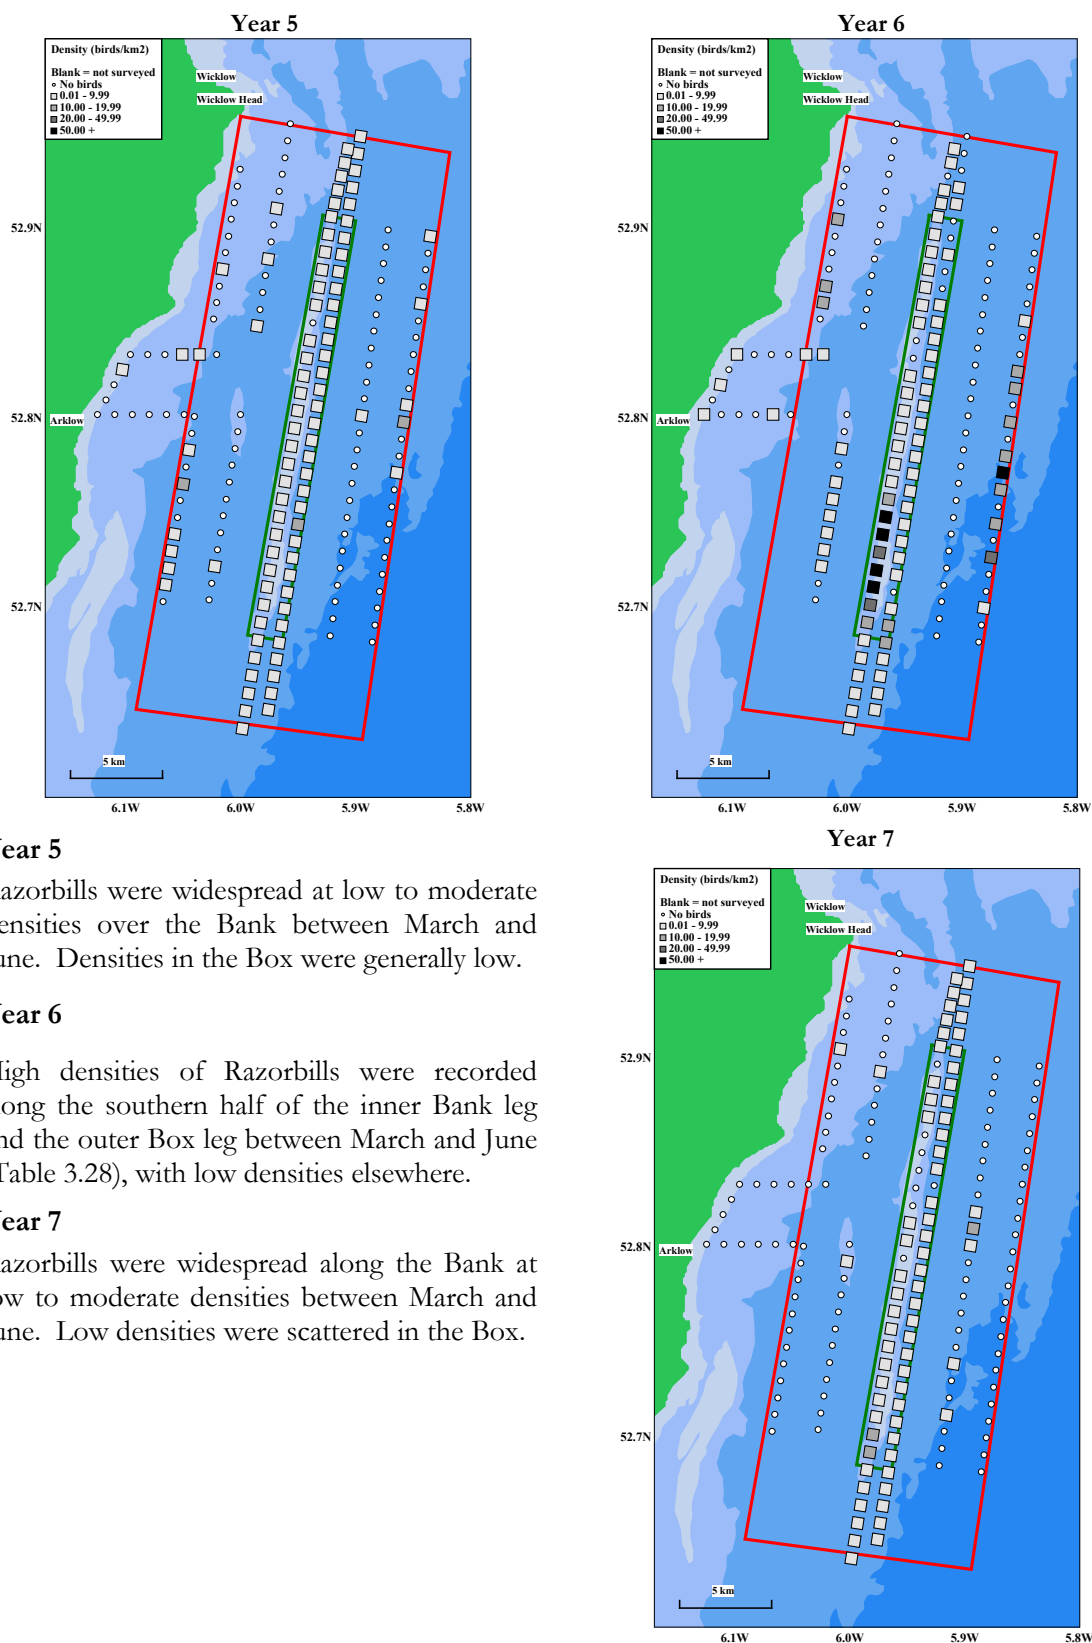 Year 5
Density (birds/km2)
Blank = not surveyed
No birds
0.01 - 9.99
10.00 - 19.99
20.00 - 49.99
50.00 +
Wicklow
Wicklow Head
52.9N
52.8N
Arklow
52.7N
5 km
6.1W 6.0W 5.9W 5.8W
Year 6
Density (birds/km2)
Blank = not surveyed
No birds
0.01 - 9.99
10.00 - 19.99
20.00 - 49.99
50.00 +
Wicklow
Wicklow Head
52.9N
52.8N
Arklow
52.7N
5 km
6.1W 6.0W 5.9W 5.8W
ear 5
azorbills were widespread at low to moderate
ensities over the Bank between March and
une. Densities in the Box were generally low.
ear 6
igh densities of Razorbills were recorded
ong the southern half of the inner Bank leg
nd the outer Box leg between March and June
Table 3.28), with low densities elsewhere.
ear 7
azorbills were widespread along the Bank at
ow to moderate densities between March and
une. Low densities were scattered in the Box.
Year 7
Density (birds/km2)
Blank = not surveyed
No birds
0.01 - 9.99
10.00 - 19.99
20.00 - 49.99
50.00 +
Wicklow
Wicklow Head
52.9N
52.8N
Arklow
52.7N
5 km
6.1W 6.0W 5.9W 5.8W